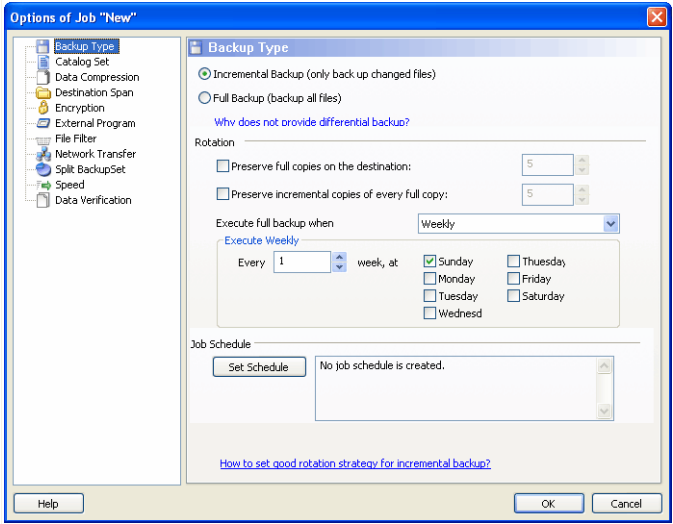 Options of Job "New"
Backup Type
Catalog Set
Data Compression
Destination Span
Encryption
External Program
File Filter
Network Transfer
Split BackupSet
Speed
Data Verification
Backup Type
Incremental Backup (only back up changed files)
Full Backup (backup all files)
Why does not provide differential backup?
Rotation
Preserve full copies on the destination: 5
Preserve incremental copies of every full copy: 5
Execute full backup when Weekly
Execute Weekly
Every 1 week, at
Sunday Thuesday
Monday Friday
Tuesday Saturday
Wednesd
Job Schedule
Set Schedule No job schedule is created.
How to set good rotation strategy for incremental backup?
Help OK Cancel